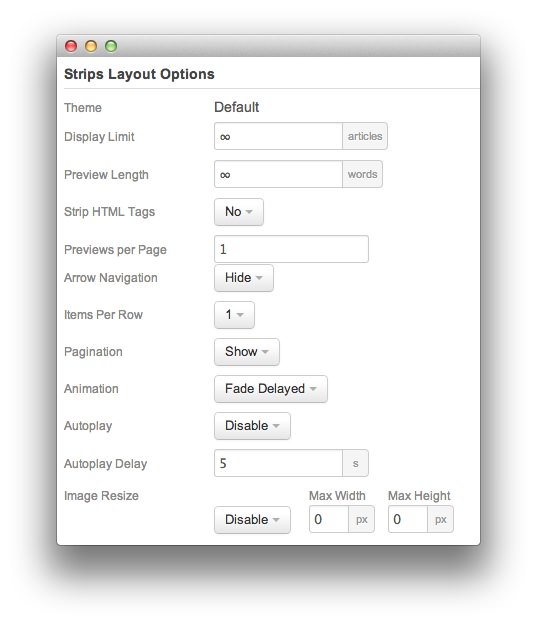 Strips Layout Options
Theme Default
Display Limit ∞ articles
Preview Length ∞ words
Strip HTML Tags No
Previews per Page 1
Arrow Navigation Hide
Items Per Row 1
Pagination Show
Animation Fade Delayed
Autoplay Disable
Autoplay Delay 5 s
Image Resize Max Width Max Height
Disable 0 px 0 px